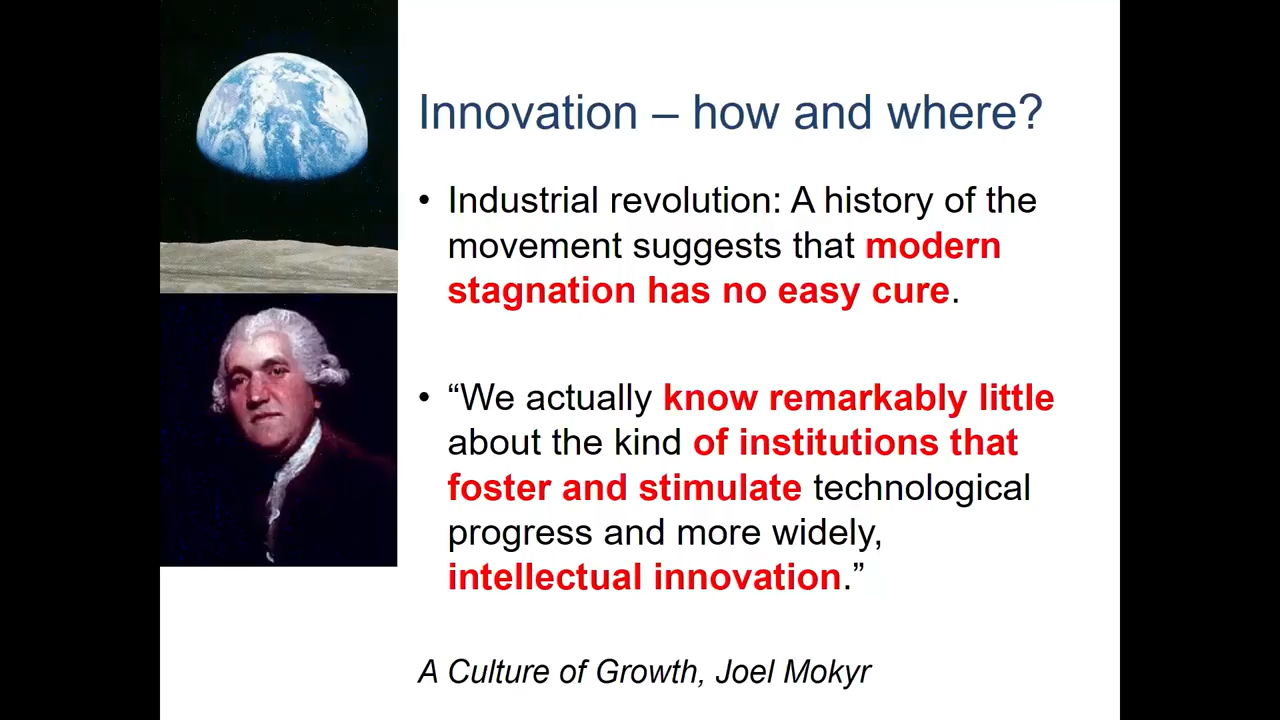 Innovation – how and where?
• Industrial revolution: A history of the
movement suggests that modern
stagnation has no easy cure.
• “We actually know remarkably little
about the kind of institutions that
foster and stimulate technological
progress and more widely,
intellectual innovation.”
A Culture of Growth, Joel Mokyr